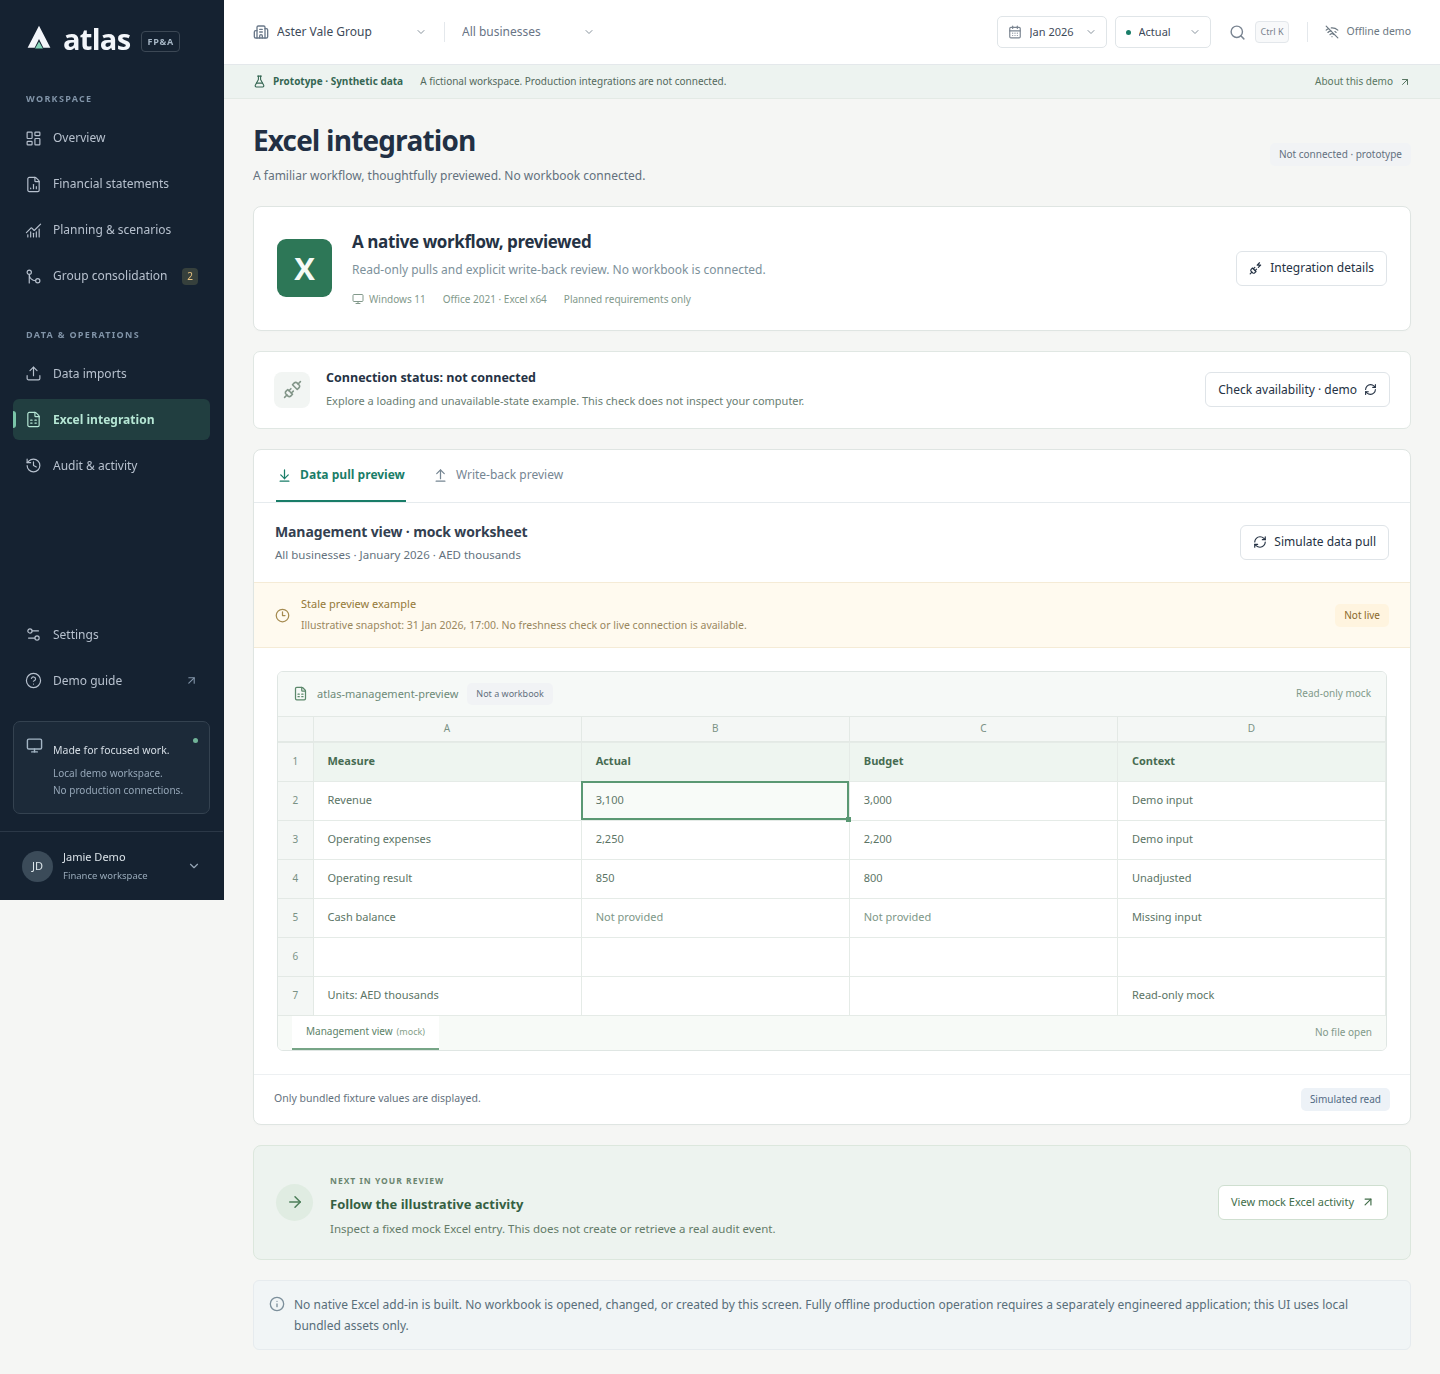 atlas FP&A
WORKSPACE
Overview
Financial statements
Planning & scenarios
Group consolidation 2
DATA & OPERATIONS
Data imports
Excel integration
Audit & activity
Settings
Demo guide
Made for focused work.
Local demo workspace.
No production connections.
JD
Jamie Demo
Finance workspace
Aster Vale Group
All businesses
Jan 2026
Actual
Ctrl K
Offline demo
Prototype · Synthetic data
A fictional workspace. Production integrations are not connected.
About this demo
Excel integration
A familiar workflow, thoughtfully previewed. No workbook connected.
Not connected · prototype
X
A native workflow, previewed
Read-only pulls and explicit write-back review. No workbook is connected.
Windows 11 Office 2021 · Excel x64 Planned requirements only
Integration details
Connection status: not connected
Explore a loading and unavailable-state example. This check does not inspect your computer.
Check availability · demo
Data pull preview
Write-back preview
Management view · mock worksheet
All businesses · January 2026 · AED thousands
Simulate data pull
Stale preview example
Illustrative snapshot: 31 Jan 2026, 17:00. No freshness check or live connection is available.
Not live
atlas-management-preview Not a workbook Read-only mock
A B C D
1 Measure Actual Budget Context
2 Revenue 3,100 3,000 Demo input
3 Operating expenses 2,250 2,200 Demo input
4 Operating result 850 800 Unadjusted
5 Cash balance Not provided Not provided Missing input
6
7 Units: AED thousands Read-only mock
Management view (mock) No file open
Only bundled fixture values are displayed.
Simulated read
NEXT IN YOUR REVIEW
Follow the illustrative activity
Inspect a fixed mock Excel entry. This does not create or retrieve a real audit event.
View mock Excel activity
No native Excel add-in is built. No workbook is opened, changed, or created by this screen. Fully offline production operation requires a separately engineered application; this UI uses local
bundled assets only.